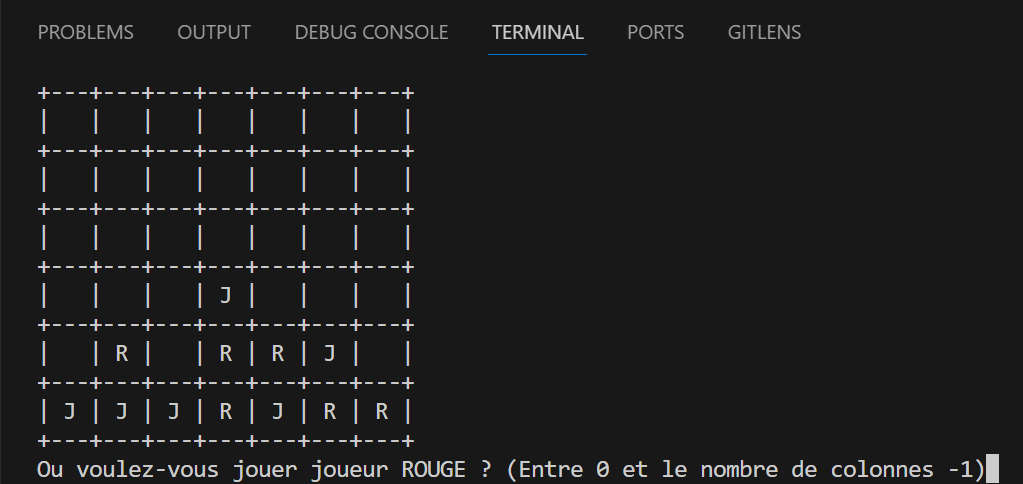 PROBLEMS OUTPUT DEBUG CONSOLE TERMINAL PORTS GITLENS
+---+---+---+---+---+---+---+
|   |   |   |   |   |   |   |
+---+---+---+---+---+---+---+
|   |   |   |   |   |   |   |
+---+---+---+---+---+---+---+
|   |   |   |   |   |   |   |
+---+---+---+---+---+---+---+
|   |   |   | J |   |   |   |
+---+---+---+---+---+---+---+
|   | R |   | R | R | J |   |
+---+---+---+---+---+---+---+
| J | J | J | R | J | R | R |
+---+---+---+---+---+---+---+
Ou voulez-vous jouer joueur ROUGE ? (Entre 0 et le nombre de colonnes -1)